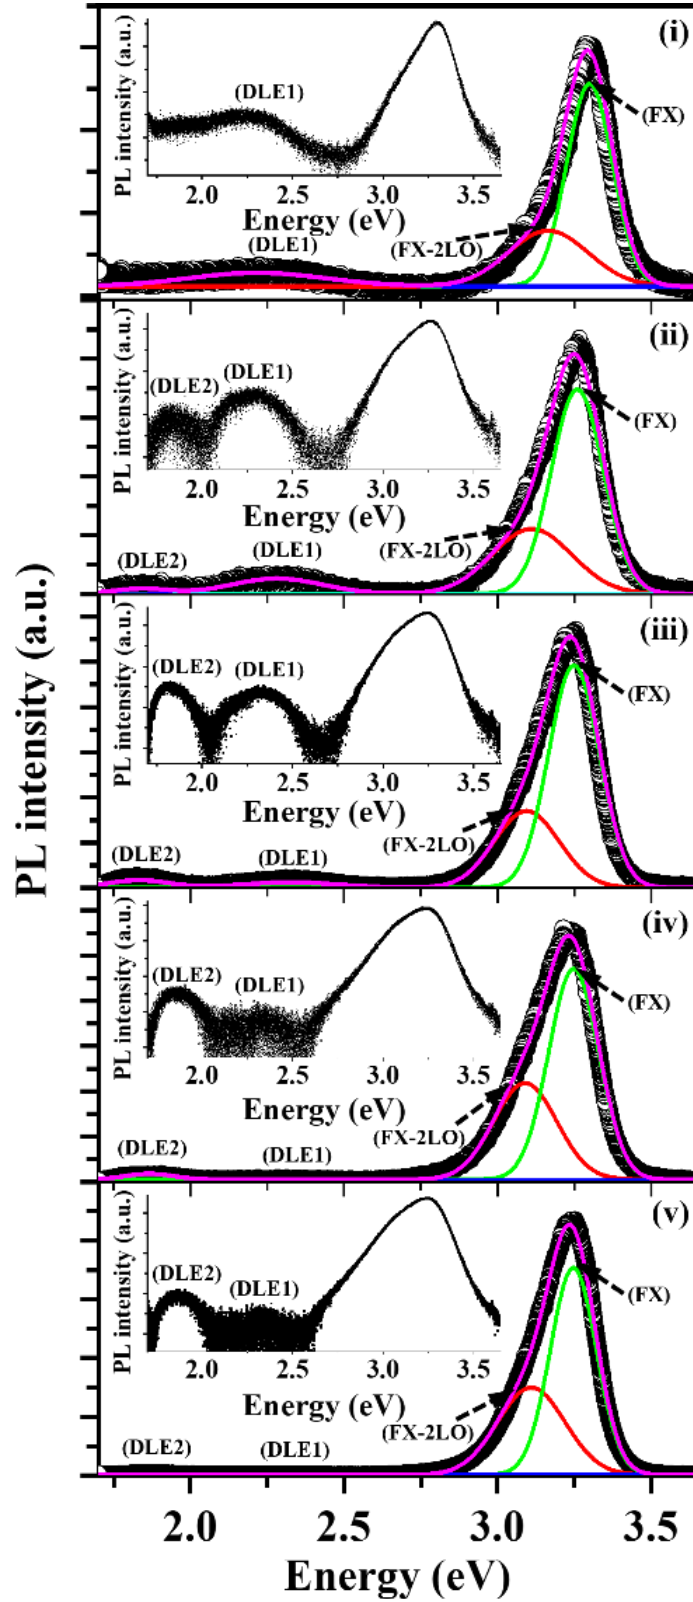 PL intensity (a.u.)
(i)
PL intensity (a.u.)
(DLE1)
2.0 2.5 3.0 3.5
Energy (eV)
(DLE1)
(FX-2LO)
(FX)
(ii)
PL intensity (a.u.)
(DLE2)
(DLE1)
2.0 2.5 3.0 3.5
Energy (eV)
(DLE2)
(DLE1)
(FX-2LO)
(FX)
(iii)
PL intensity (a.u.)
(DLE2)
(DLE1)
2.0 2.5 3.0 3.5
Energy (eV)
(DLE2)
(DLE1)
(FX-2LO)
(FX)
(iv)
PL intensity (a.u.)
(DLE2)
(DLE1)
2.0 2.5 3.0 3.5
Energy (eV)
(DLE2)
(DLE1)
(FX-2LO)
(FX)
(v)
PL intensity (a.u.)
(DLE2)
(DLE1)
2.0 2.5 3.0 3.5
Energy (eV)
(DLE2)
(DLE1)
(FX-2LO)
(FX)
2.0 2.5 3.0 3.5
Energy (eV)